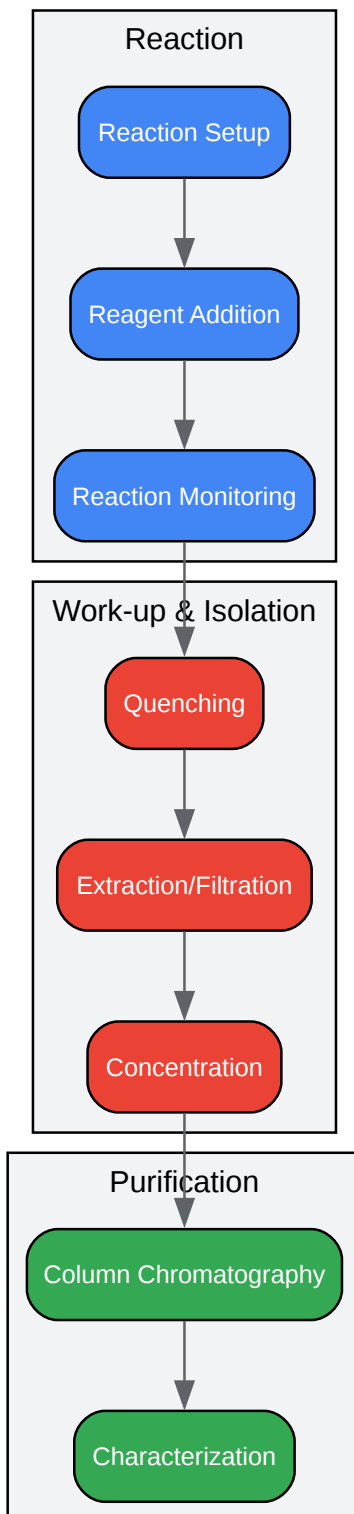 Reaction
Reaction Setup
Reagent Addition
Reaction Monitoring
Work-up & Isolation
Quenching
Extraction/Filtration
Concentration
Purification
Column Chromatography
Characterization